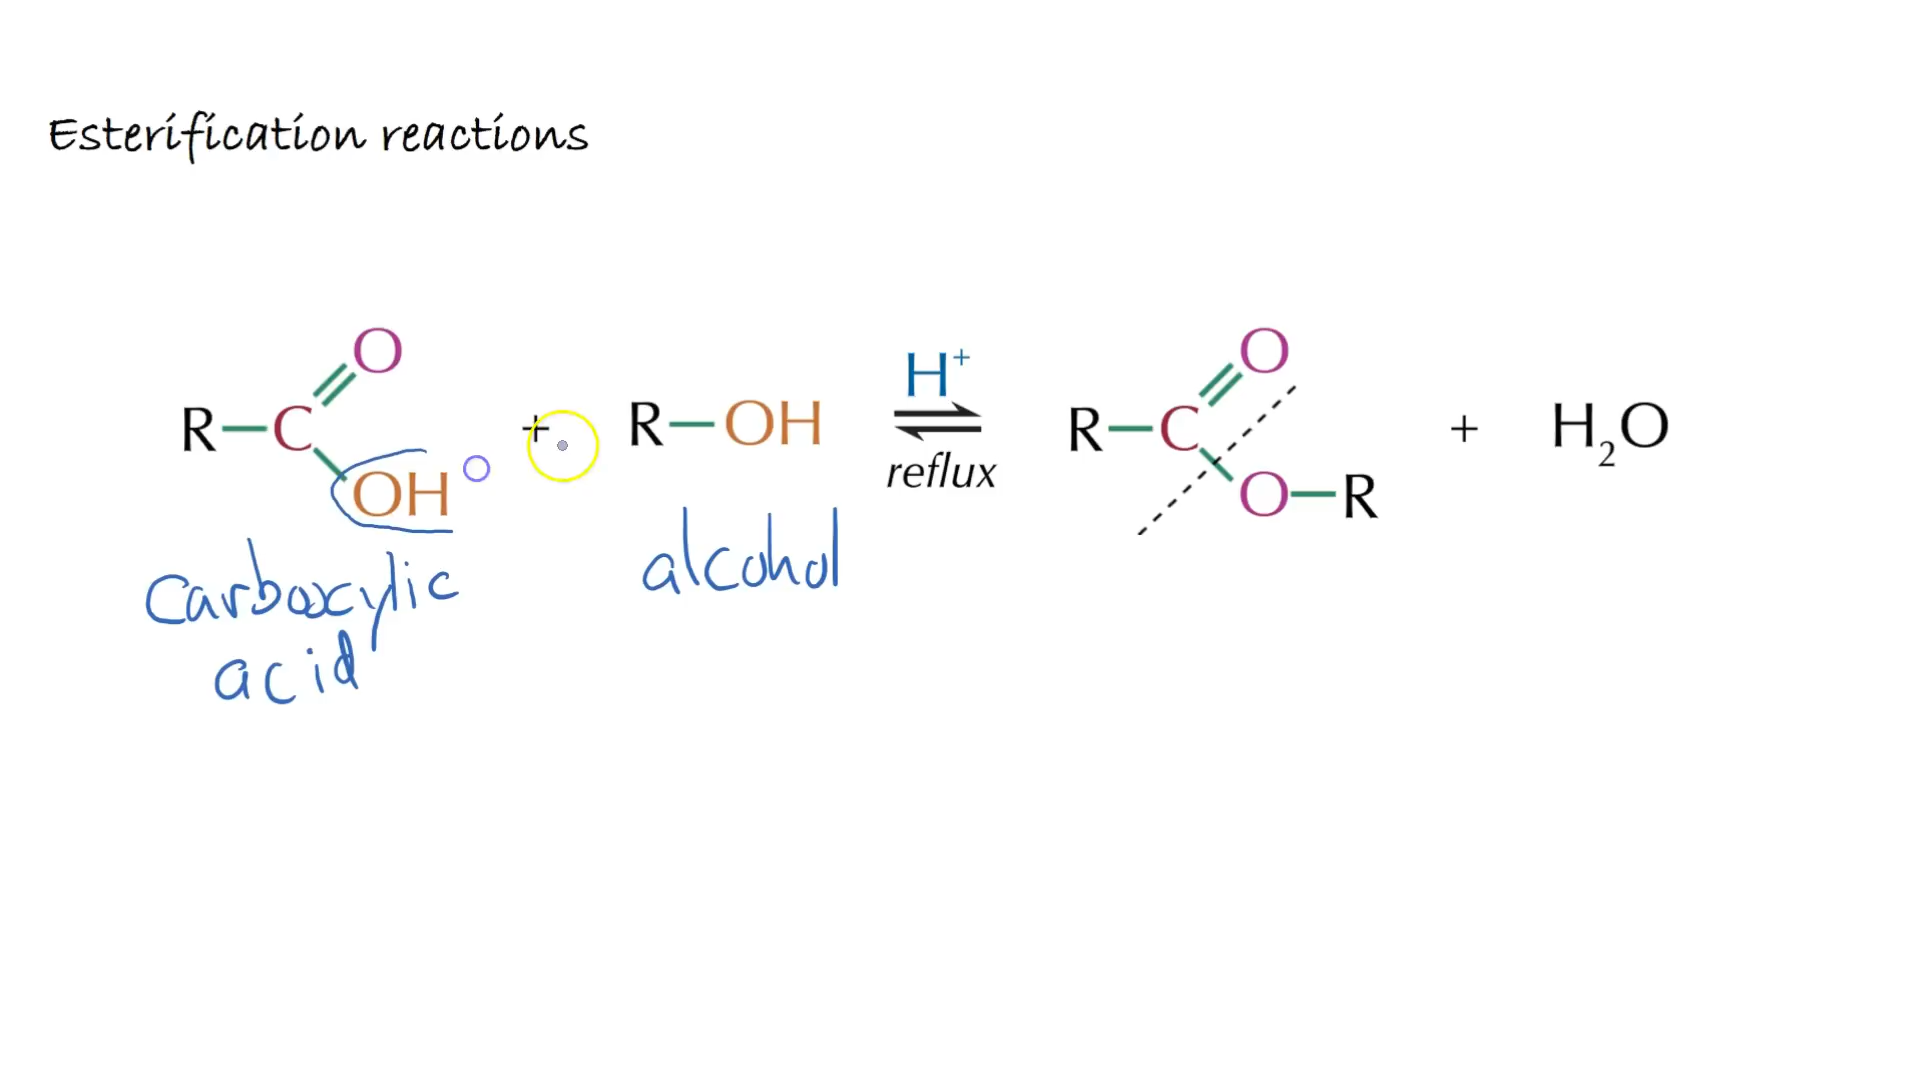 Esterification reactions
R—C(=O)—OH + R—OH ⇌ R—C(=O)—O—R + H₂O
H⁺
reflux
Carboxylic
acid
alcohol